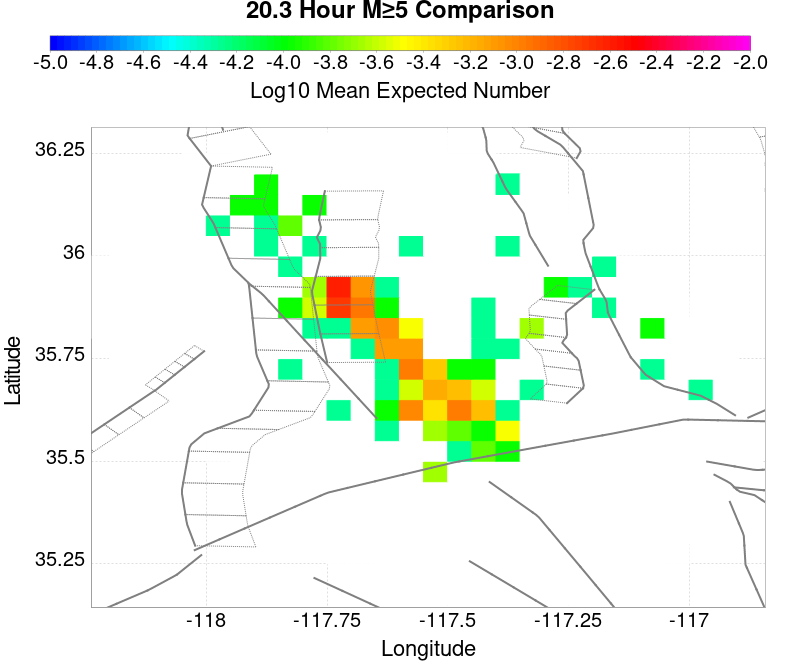 20.3 Hour M≥5 Comparison
-5.0 -4.8 -4.6 -4.4 -4.2 -4.0 -3.8 -3.6 -3.4 -3.2 -3.0 -2.8 -2.6 -2.4 -2.2 -2.0
Log10 Mean Expected Number
36.25
36
35.75
35.5
35.25
Latitude
-118 -117.75 -117.5 -117.25 -117
Longitude